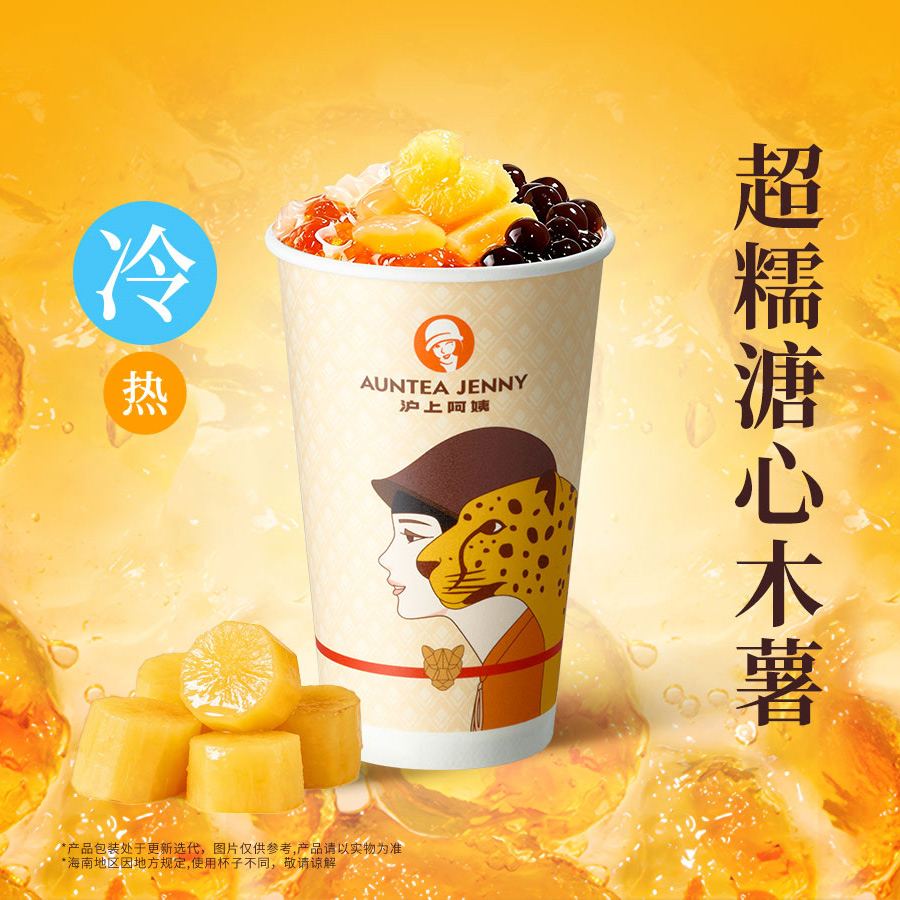 冷
热
AUNTEA JENNY
沪上阿姨
超糯溏心木薯
*产品包装处于更新选代，图片仅供参考,产品请以实物为准
*海南地区因地方规定,使用杯子不同，敬请谅解